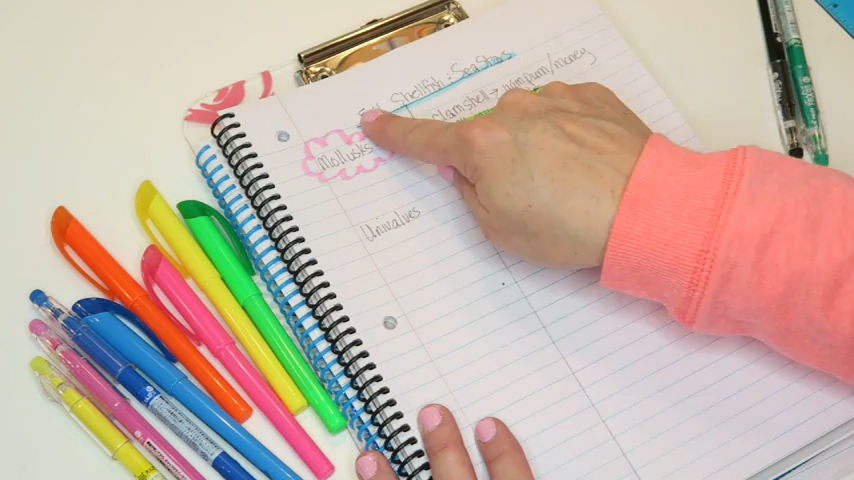 Shellfish: Sea Stars
clamshell → wampum/money
Mollusks
Univalves